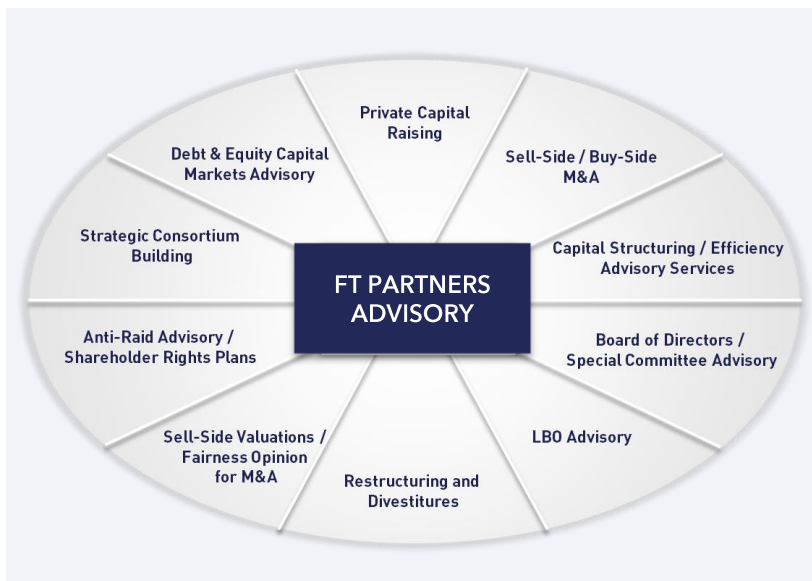 Private Capital
Raising
Sell-Side / Buy-Side
M&A
Capital Structuring / Efficiency
Advisory Services
Board of Directors /
Special Committee Advisory
LBO Advisory
Restructuring and
Divestitures
Sell-Side Valuations /
Fairness Opinion
for M&A
Anti-Raid Advisory /
Shareholder Rights Plans
Strategic Consortium
Building
Debt & Equity Capital
Markets Advisory
FT PARTNERS
ADVISORY